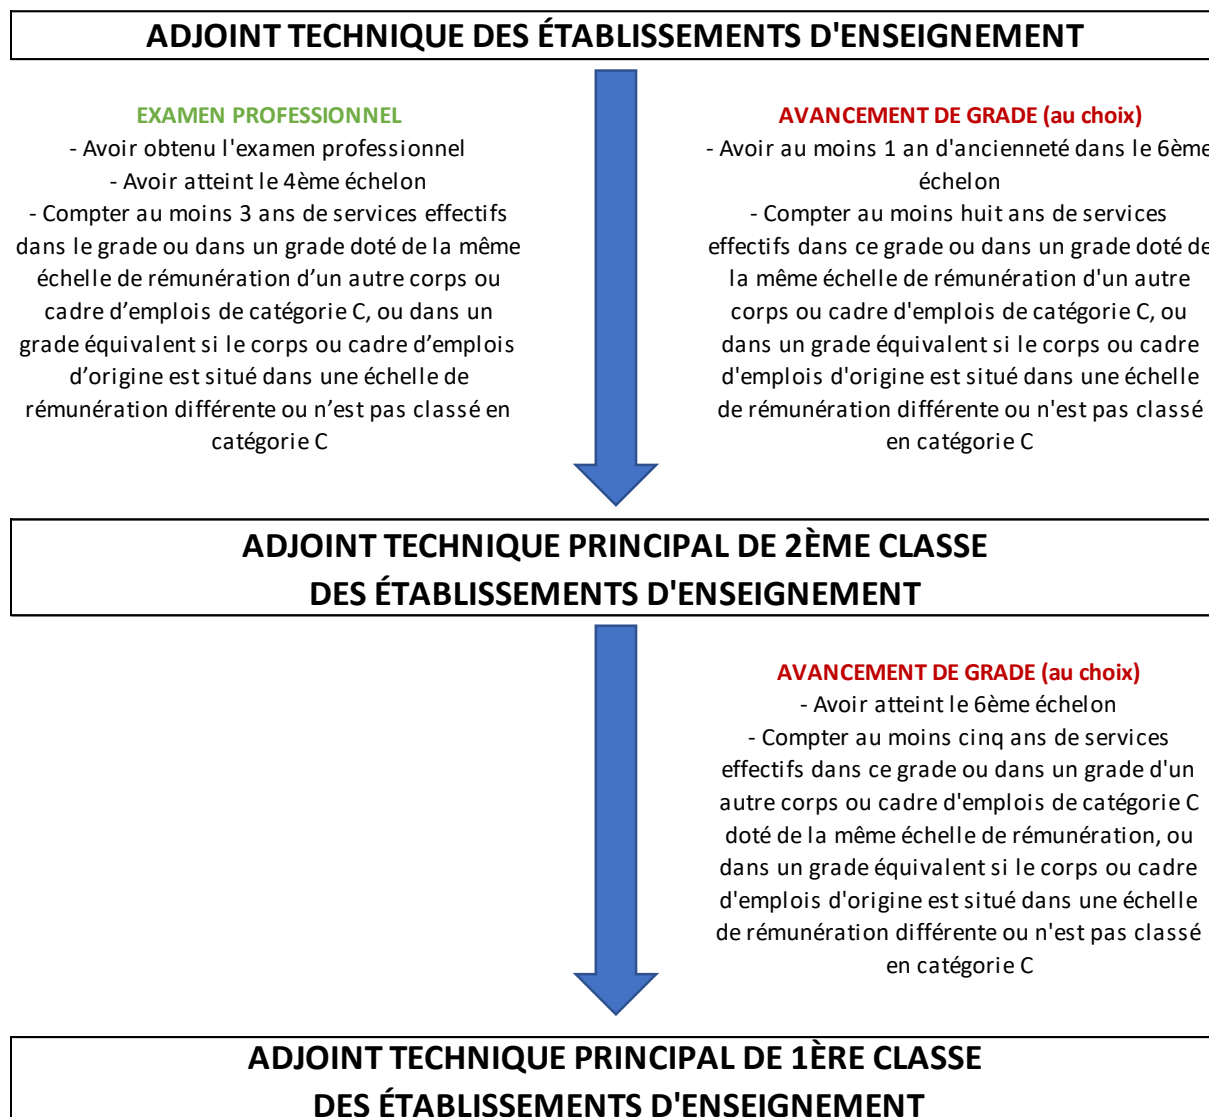 ADJOINT TECHNIQUE DES ÉTABLISSEMENTS D'ENSEIGNEMENT
EXAMEN PROFESSIONNEL
- Avoir obtenu l'examen professionnel
- Avoir atteint le 4ème échelon
- Compter au moins 3 ans de services effectifs
dans le grade ou dans un grade doté de la même
échelle de rémunération d’un autre corps ou
cadre d’emplois de catégorie C, ou dans un
grade équivalent si le corps ou cadre d’emplois
d’origine est situé dans une échelle de
rémunération différente ou n’est pas classé en
catégorie C
AVANCEMENT DE GRADE (au choix)
- Avoir au moins 1 an d'ancienneté dans le 6ème
échelon
- Compter au moins huit ans de services
effectifs dans ce grade ou dans un grade doté de
la même échelle de rémunération d'un autre
corps ou cadre d'emplois de catégorie C, ou
dans un grade équivalent si le corps ou cadre
d'emplois d'origine est situé dans une échelle
de rémunération différente ou n'est pas classé
en catégorie C
ADJOINT TECHNIQUE PRINCIPAL DE 2ÈME CLASSE
DES ÉTABLISSEMENTS D'ENSEIGNEMENT
AVANCEMENT DE GRADE (au choix)
- Avoir atteint le 6ème échelon
- Compter au moins cinq ans de services
effectifs dans ce grade ou dans un grade d'un
autre corps ou cadre d'emplois de catégorie C
doté de la même échelle de rémunération, ou
dans un grade équivalent si le corps ou cadre
d'emplois d'origine est situé dans une échelle
de rémunération différente ou n'est pas classé
en catégorie C
ADJOINT TECHNIQUE PRINCIPAL DE 1ÈRE CLASSE
DES ÉTABLISSEMENTS D'ENSEIGNEMENT